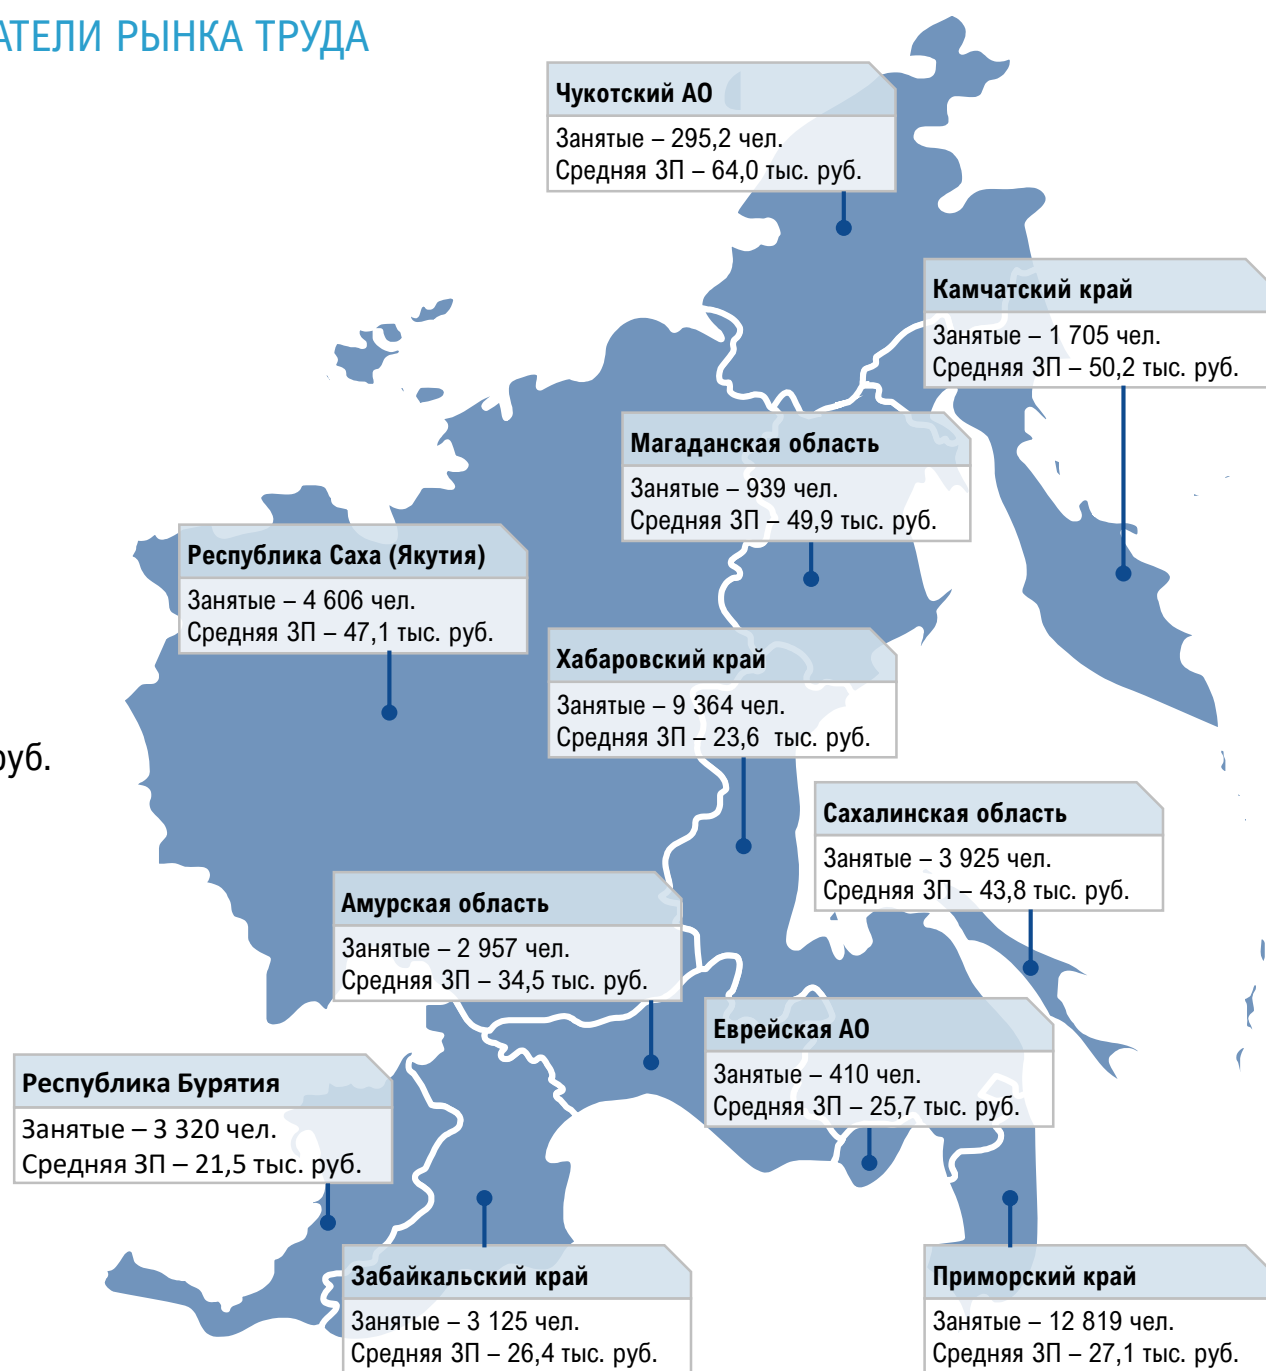 АТЕЛИ РЫНКА ТРУДА
Чукотский АО
Занятые – 295,2 чел.
Средняя ЗП – 64,0 тыс. руб.
Камчатский край
Занятые – 1 705 чел.
Средняя ЗП – 50,2 тыс. руб.
Магаданская область
Занятые – 939 чел.
Средняя ЗП – 49,9 тыс. руб.
Республика Саха (Якутия)
Занятые – 4 606 чел.
Средняя ЗП – 47,1 тыс. руб.
Хабаровский край
Занятые – 9 364 чел.
Средняя ЗП – 23,6 тыс. руб.
руб.
Сахалинская область
Занятые – 3 925 чел.
Средняя ЗП – 43,8 тыс. руб.
Амурская область
Занятые – 2 957 чел.
Средняя ЗП – 34,5 тыс. руб.
Еврейская АО
Занятые – 410 чел.
Средняя ЗП – 25,7 тыс. руб.
Республика Бурятия
Занятые – 3 320 чел.
Средняя ЗП – 21,5 тыс. руб.
Забайкальский край
Занятые – 3 125 чел.
Средняя ЗП – 26,4 тыс. руб.
Приморский край
Занятые – 12 819 чел.
Средняя ЗП – 27,1 тыс. руб.